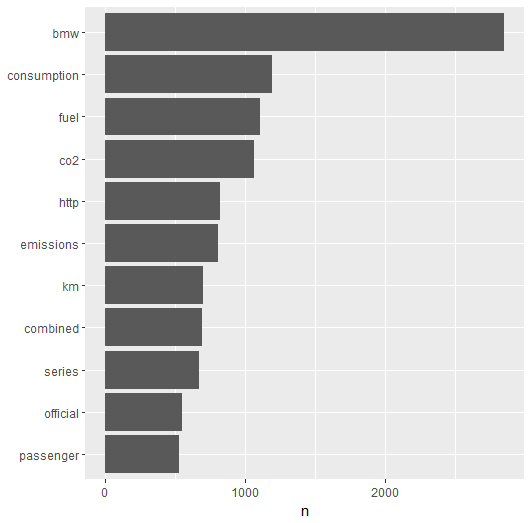 bmw
consumption
fuel
co2
http
emissions
km
combined
series
official
passenger
0 1000 2000
n